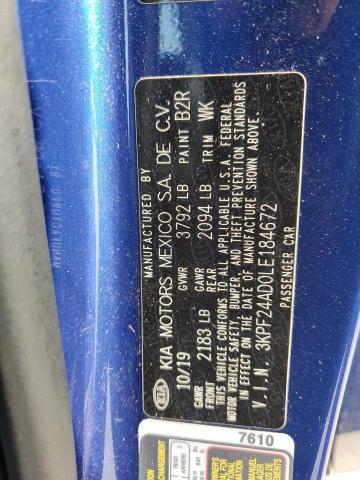 KIA
MANUFACTURED BY
KIA MOTORS MEXICO S.A. DE C.V.
10/19 GVWR 3792 LB PAINT B2R
GAWR FRONT 2183 LB GAWR REAR 2094 LB TRIM WK
THIS VEHICLE CONFORMS TO ALL APPLICABLE U.S.A. FEDERAL
MOTOR VEHICLE SAFETY, BUMPER, AND THEFT PREVENTION STANDARDS
IN EFFECT ON THE DATE OF MANUFACTURE SHOWN ABOVE.
V.I.N. 3KPF24AD0LE184672
PASSENGER CAR
7610
REAR